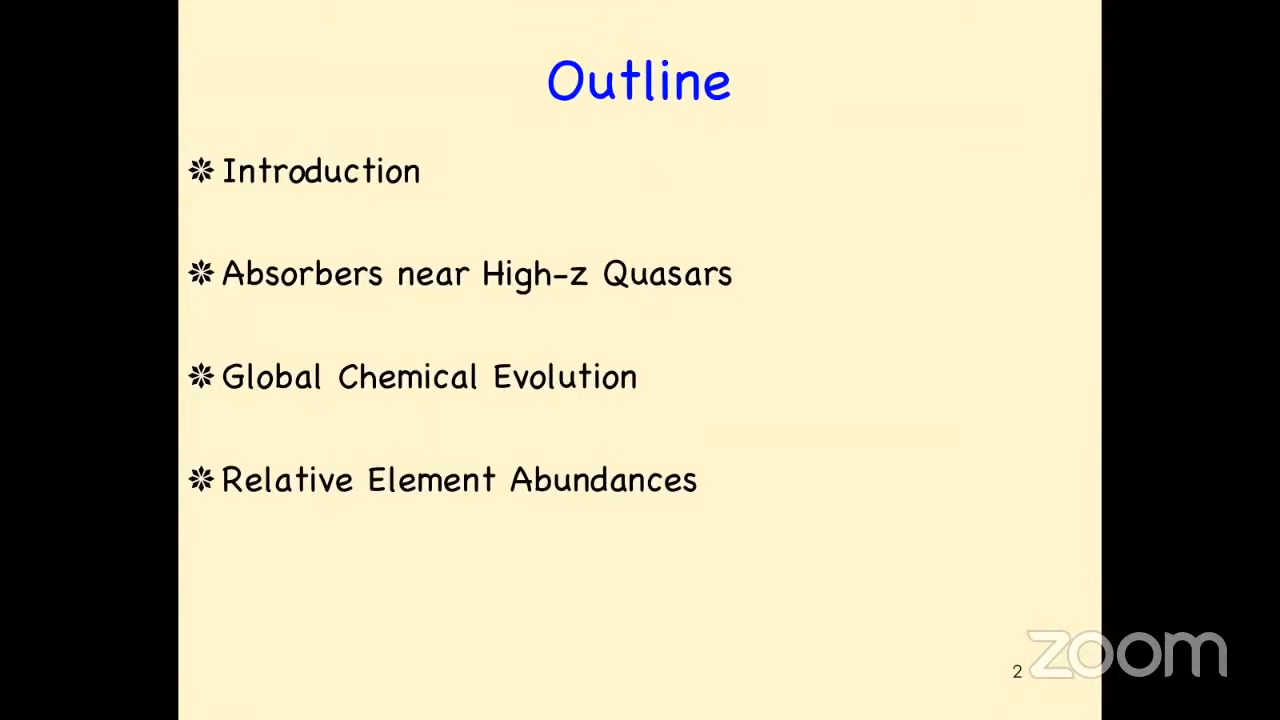 Outline
❋ Introduction
❋ Absorbers near High-z Quasars
❋ Global Chemical Evolution
❋ Relative Element Abundances
2
zoom